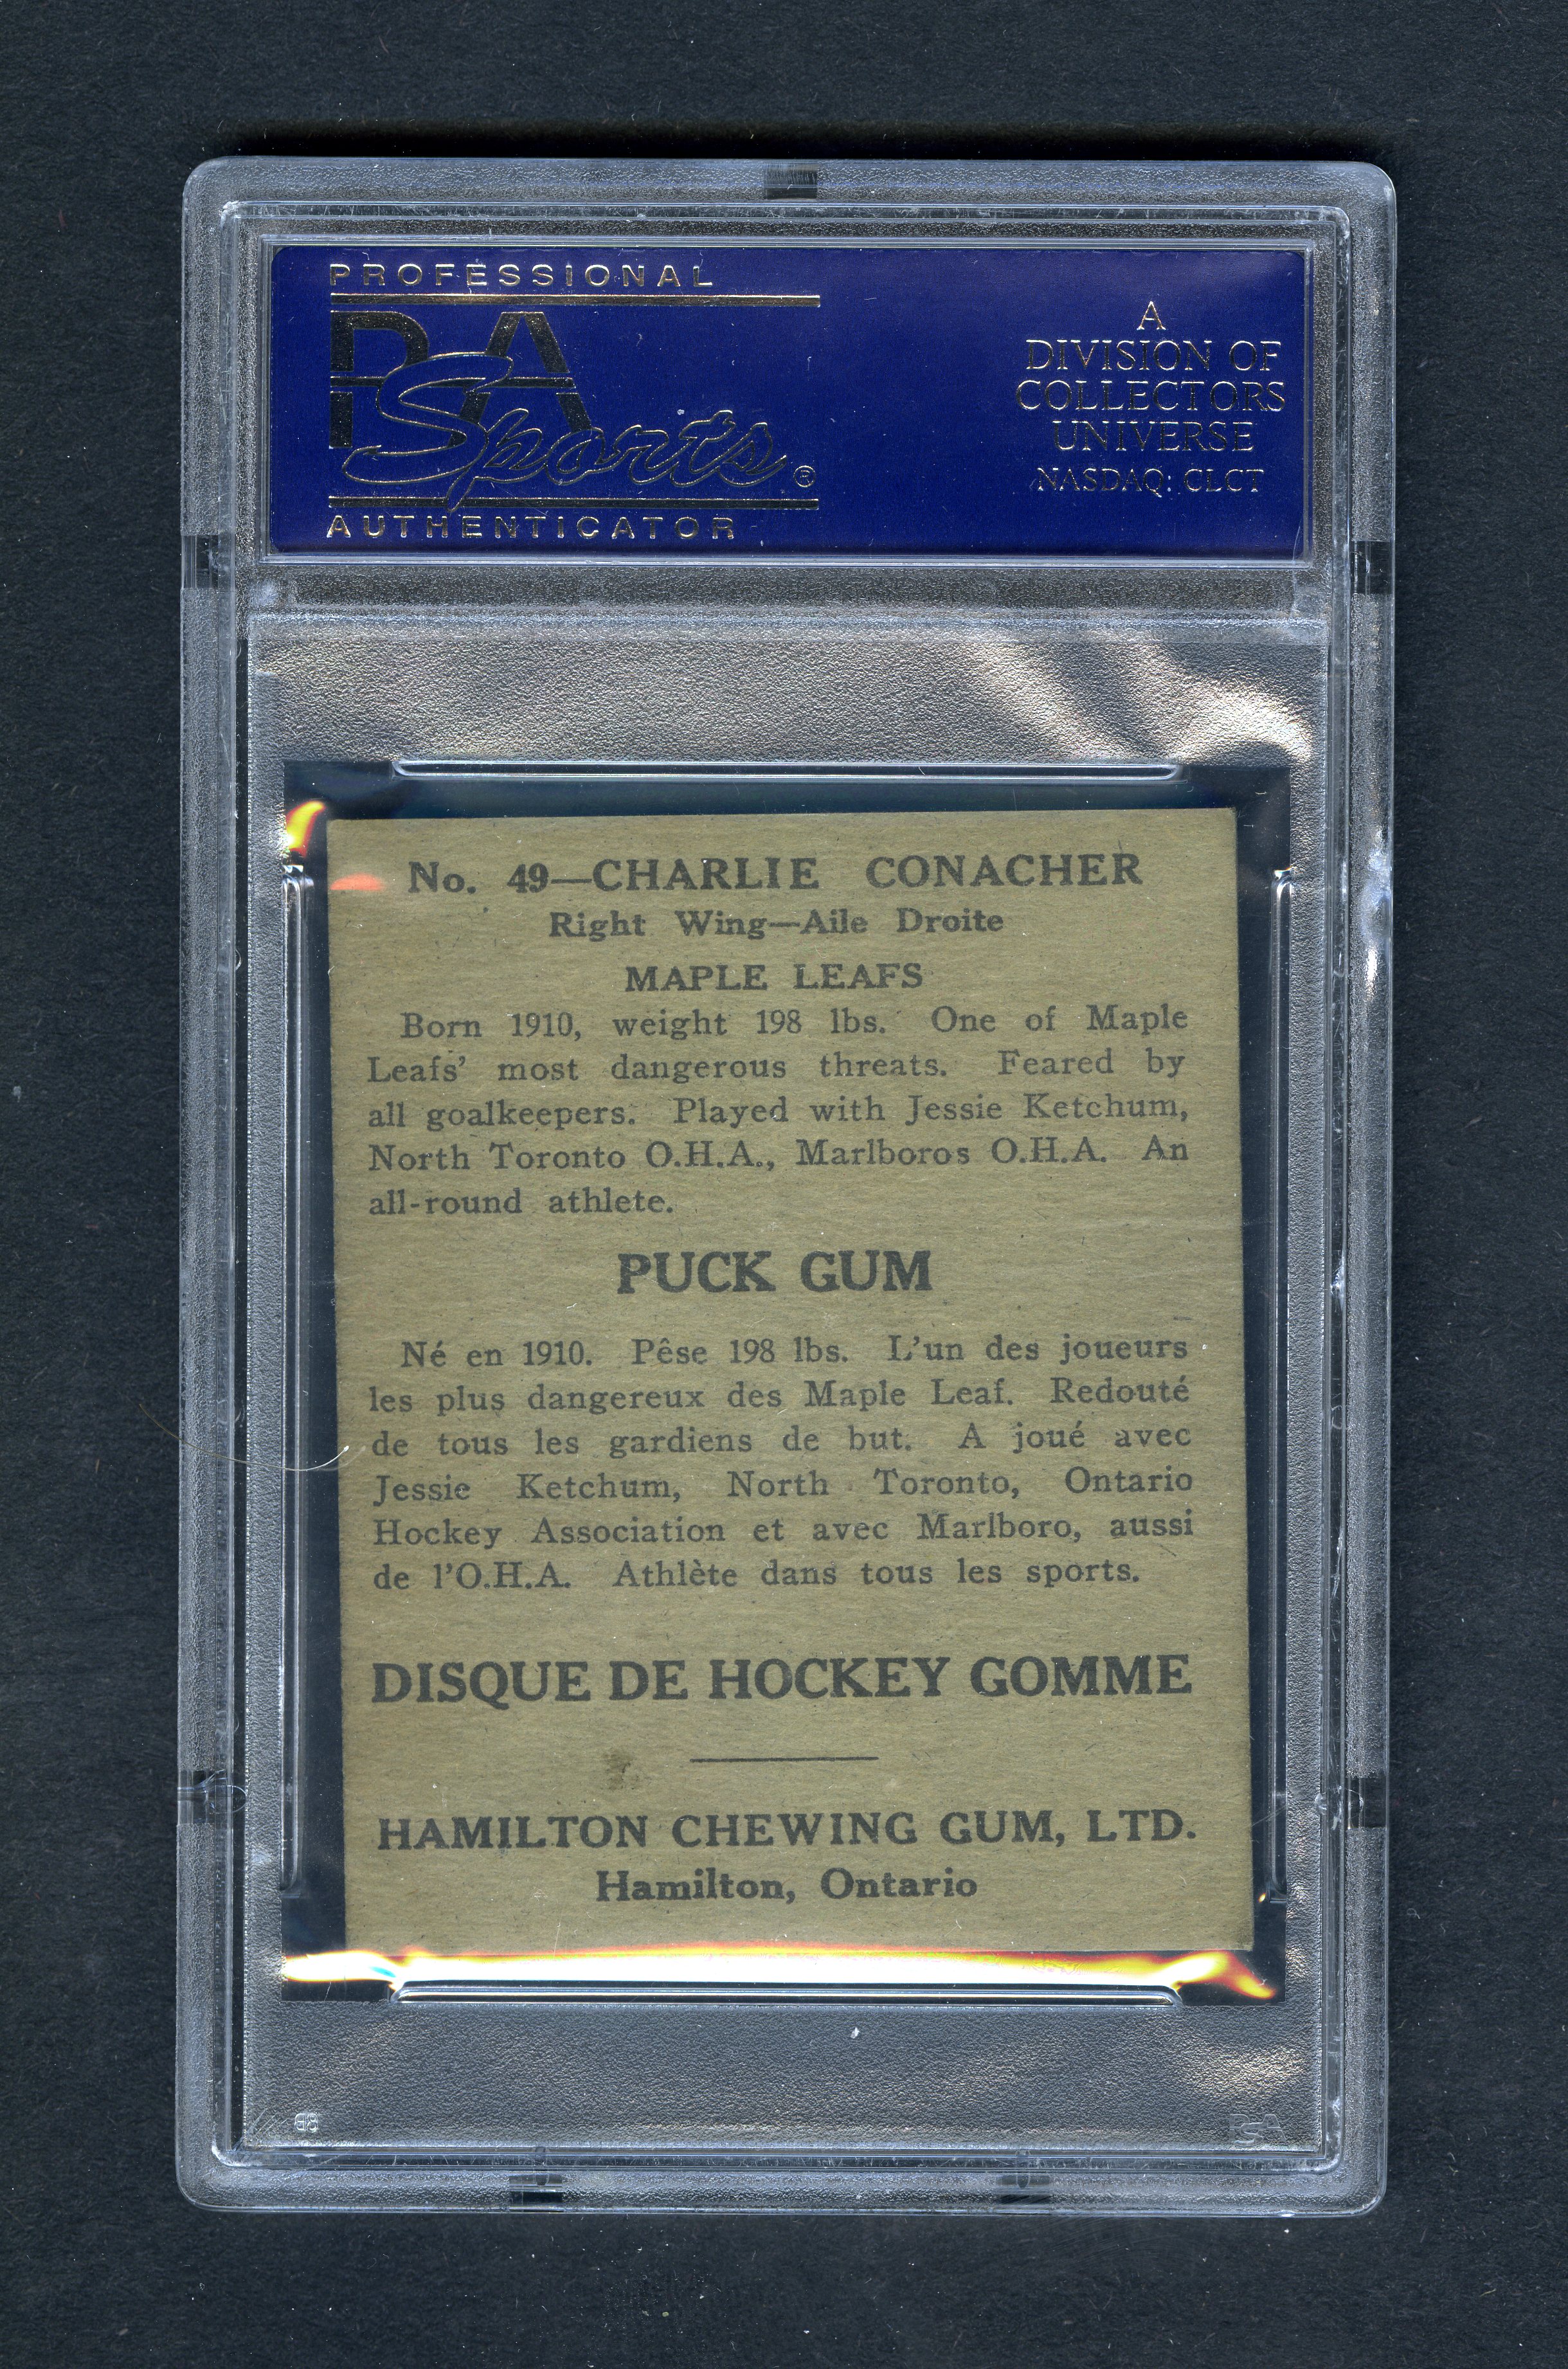 PROFESSIONAL
PSA
Sports®
AUTHENTICATOR
A
DIVISION OF
COLLECTORS
UNIVERSE
NASDAQ: CLCT
No. 49—CHARLIE CONACHER
Right Wing—Aile Droite
MAPLE LEAFS
Born 1910, weight 198 lbs. One of Maple
Leafs' most dangerous threats. Feared by
all goalkeepers. Played with Jessie Ketchum,
North Toronto O.H.A., Marlboros O.H.A. An
all-round athlete.
PUCK GUM
Né en 1910. Pêse 198 lbs. L'un des joueurs
les plus dangereux des Maple Leaf. Redouté
de tous les gardiens de but. A joué avec
Jessie Ketchum, North Toronto, Ontario
Hockey Association et avec Marlboro, aussi
de l'O.H.A. Athlète dans tous les sports.
DISQUE DE HOCKEY GOMME
HAMILTON CHEWING GUM, LTD.
Hamilton, Ontario
PSA